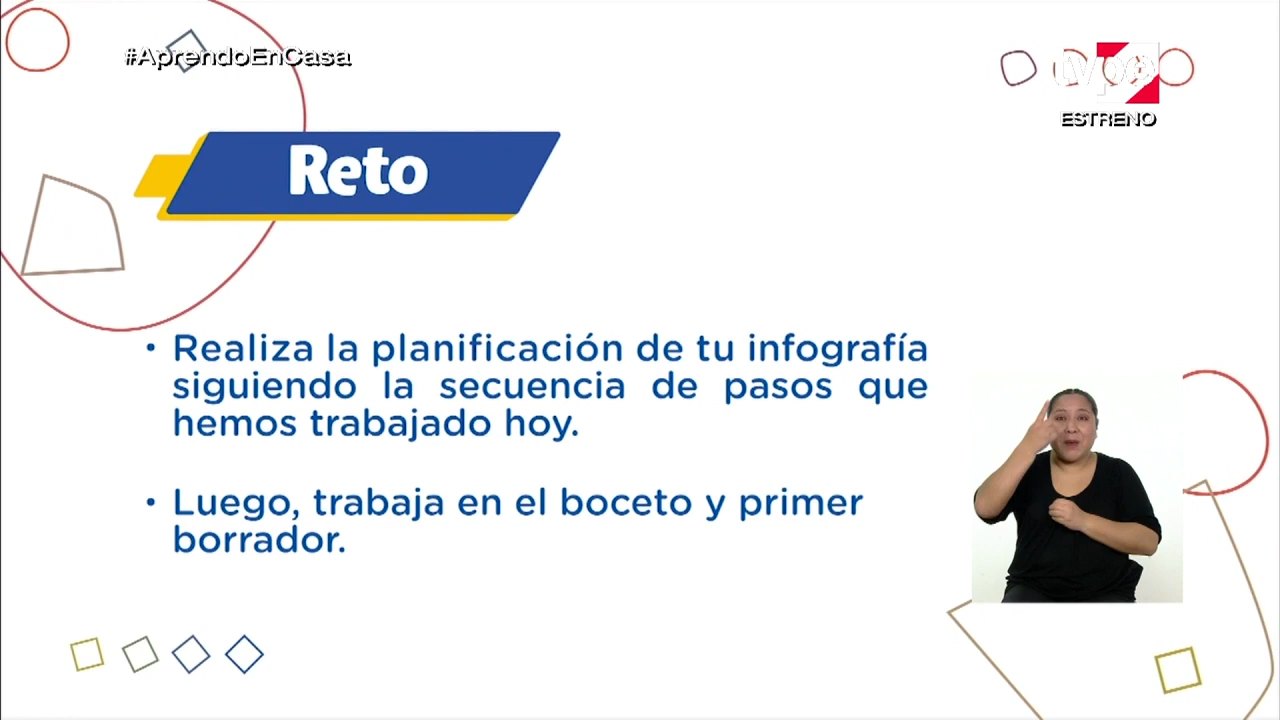 #AprendoEnCasa
tvpe
ESTRENO
Reto
• Realiza la planificación de tu infografía
siguiendo la secuencia de pasos que
hemos trabajado hoy.
• Luego, trabaja en el boceto y primer
borrador.